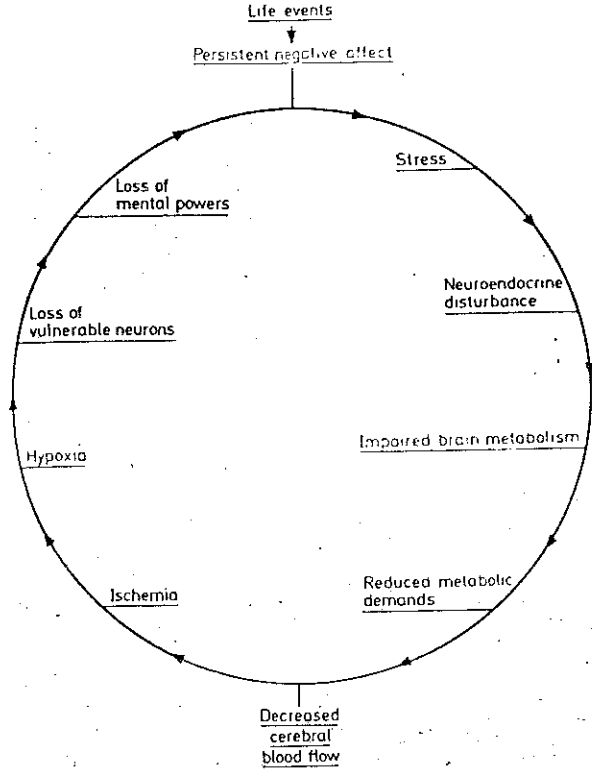 Life events
Persistent negative affect
Stress
Neuroendocrine
disturbance
Impaired brain metabolism
Reduced metabolic
demands
Decreased
cerebral
blood flow
Ischemia
Hypoxia
Loss of
vulnerable neurons
Loss of
mental powers